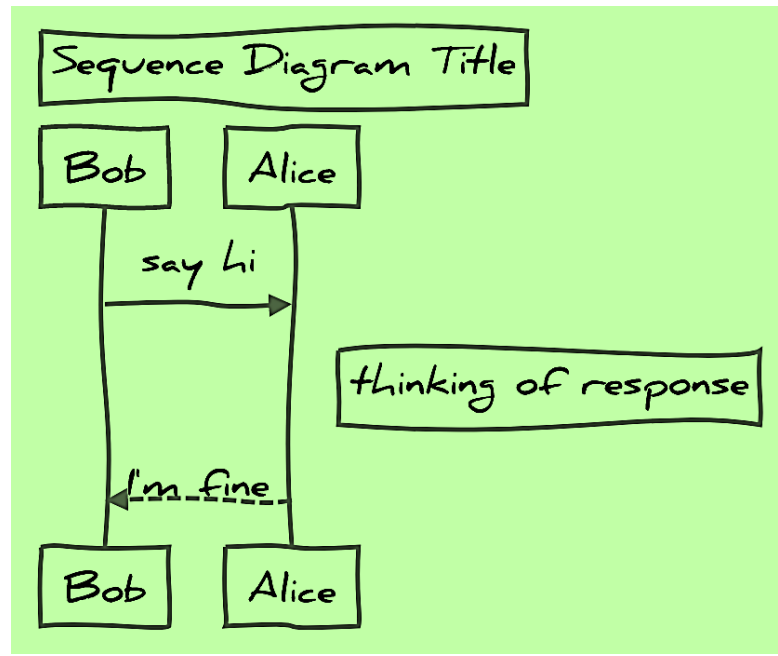 Sequence Diagram Title
Bob Alice
say hi
thinking of response
I'm fine
Bob Alice